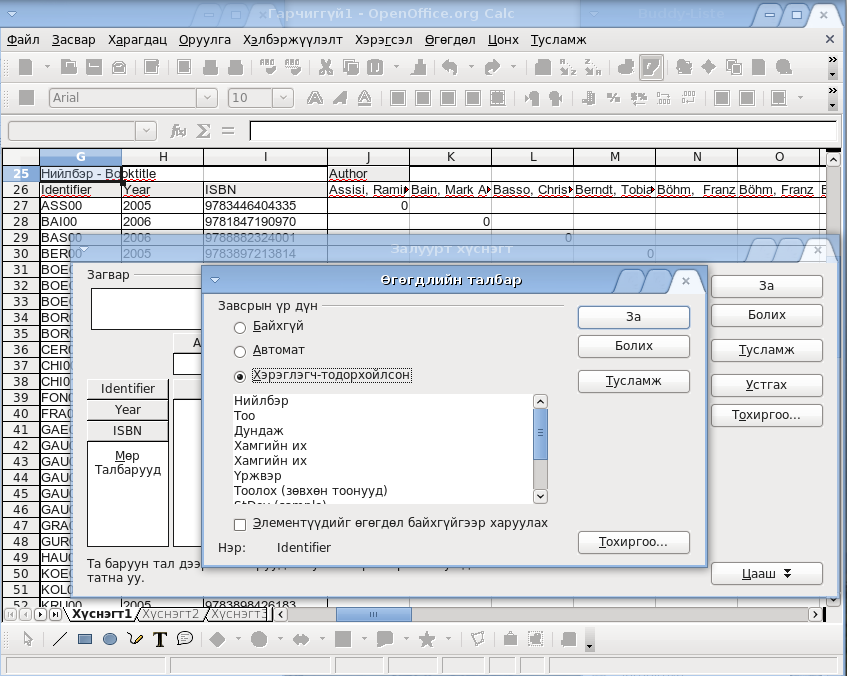 Гарчиггүй1 - OpenOffice.org Calc
Файл Засвар Харагдац Оруулга Хэлбэржүүлэлт Хэрэгсэл Өгөгдөл Цонх Тусламж
Arial 10
G H I J K L M N O
25 Нийлбэр - Booktitle Author
26 Identifier Year ISBN Assisi, Rami Bain, Mark A Basso, Chris Berndt, Tobia Böhm, Franz Böhm, Franz
27 ASS00 2005 9783446404335 0
28 BAI00 2006 9781847190970 0
29 BAS00 2006 9788882324001 0
30 BER00 2005 9783897213814 0
Залуурт хүснэгт
31 BOE
32 BOE
33 BOE
34 BOR
35 BOR
36 CER
37 CHI0
38 CHI0
39 FON
40 FRA
41 GAE
42 GAU
43 GAU
44 GAU
45 GAU
46 GAU
47 GRA
48 GUR
49 HAU
50 KOE
51 KOL
52 KRU00 2005 9783898426183
Загвар
Identifier
Year
ISBN
Мөр
Талбарууд
Та баруун тал дээр
татна уу.
За
Болих
Тусламж
Устгах
Тохиргоо...
Цааш
Өгөгдлийн талбар
Завсрын үр дүн
Байхгүй
Автомат
Хэрэглэгч-тодорхойлсон
Нийлбэр
Тоо
Дундаж
Хамгийн их
Хамгийн их
Үржвэр
Тоолох (зөвхөн тоонууд)
StDev (sample)
Элементүүдийг өгөгдөл байхгүйгээр харуулах
Нэр: Identifier
За
Болих
Тусламж
Тохиргоо...
Хүснэгт1 Хүснэгт2 Хүснэгт3